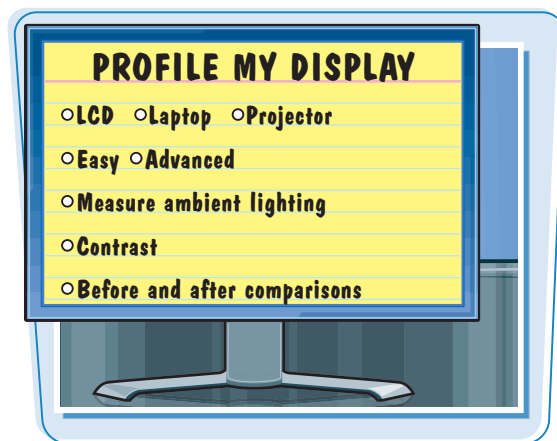 PROFILE MY DISPLAY
LCD Laptop Projector
Easy Advanced
Measure ambient lighting
Contrast
Before and after comparisons